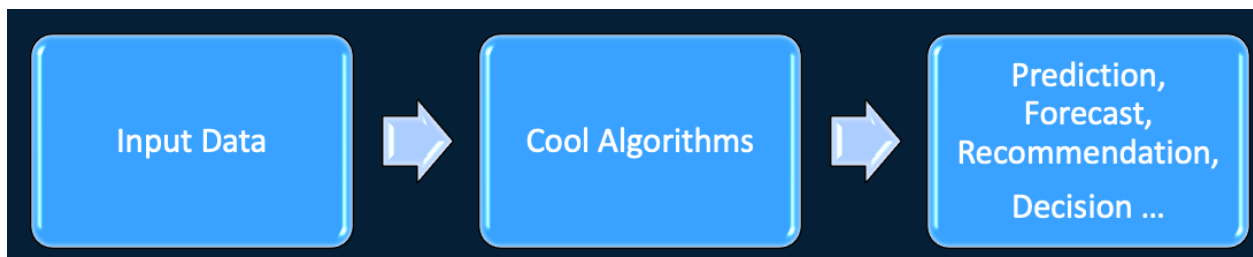 Input Data
Cool Algorithms
Prediction,
Forecast,
Recommendation,
Decision ...